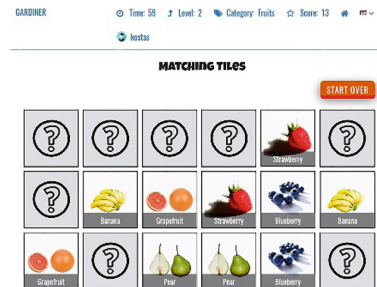 GARDINER Time: 59 Level: 2 Category: Fruits Score: 13
kostas
MATCHING TILES
START OVER
? ? ? ? Strawberry ?
? Banana Grapefruit Strawberry Blueberry Banana
Grapefruit ? Pear Pear Blueberry ?